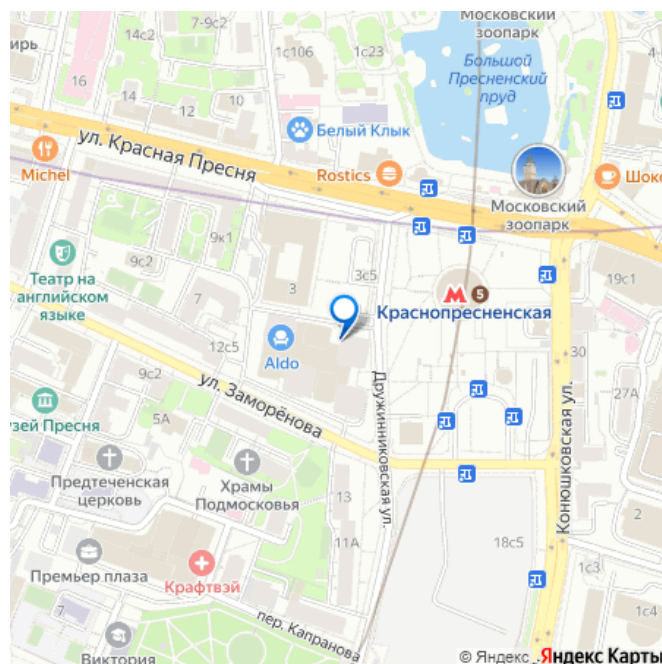 Московский
зоопарк
7-9с2
14с2
1с106
1с23
ирь
16
14
12
10
Большой
Пресненский
пруд
Белый Клык
ул. Красная Пресня
Michel
Rostics
Шоко
Московский
зоопарк
9к1
9с2
3с5
19с1
Театр на
английском
языке
7
3
М 5
Краснопресненская
Aldo
12с5
30
9с2
ул. Заморёнова
Дружинниковская ул.
27А
5А
узей Пресня
Конюшковская ул.
Предтеченская
церковь
Храмы
Подмосковья
13
11А
2
18с5
Премьер плаза
Крафтвэй
1с3
7
пер. Капранова
1с4
Виктория
© Яндекс Яндекс Карты